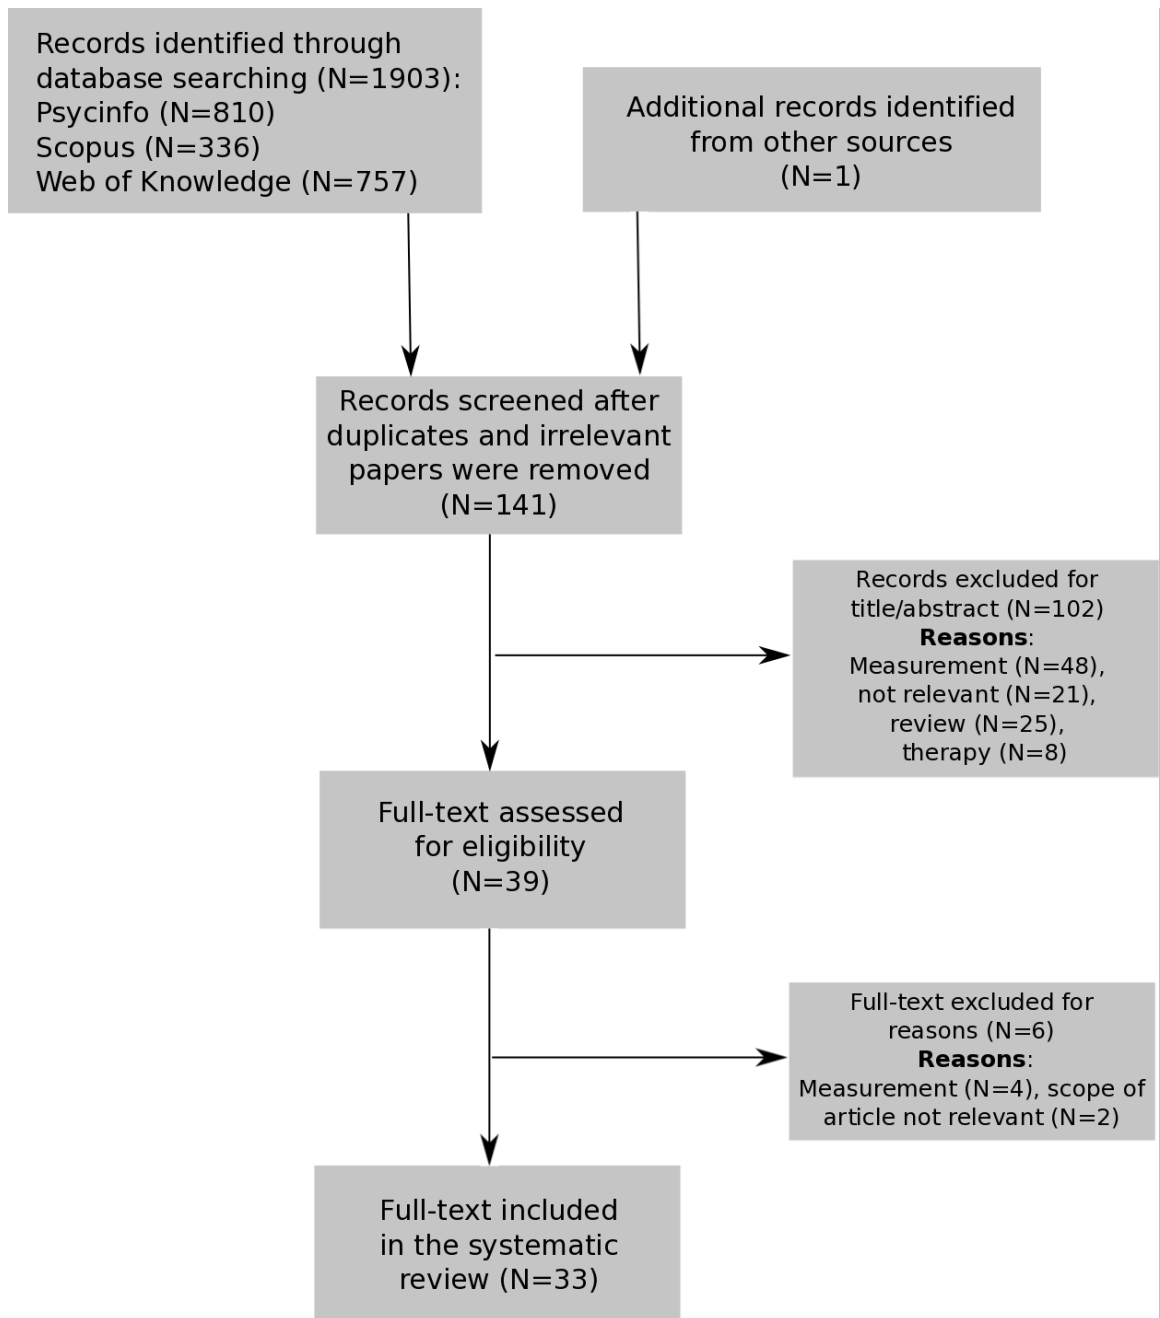 Records identified through
database searching (N=1903):
Psycinfo (N=810)
Scopus (N=336)
Web of Knowledge (N=757)
Additional records identified
from other sources
(N=1)
Records screened after
duplicates and irrelevant
papers were removed
(N=141)
Records excluded for
title/abstract (N=102)
Reasons:
Measurement (N=48),
not relevant (N=21),
review (N=25),
therapy (N=8)
Full-text assessed
for eligibility
(N=39)
Full-text excluded for
reasons (N=6)
Reasons:
Measurement (N=4), scope of
article not relevant (N=2)
Full-text included
in the systematic
review (N=33)